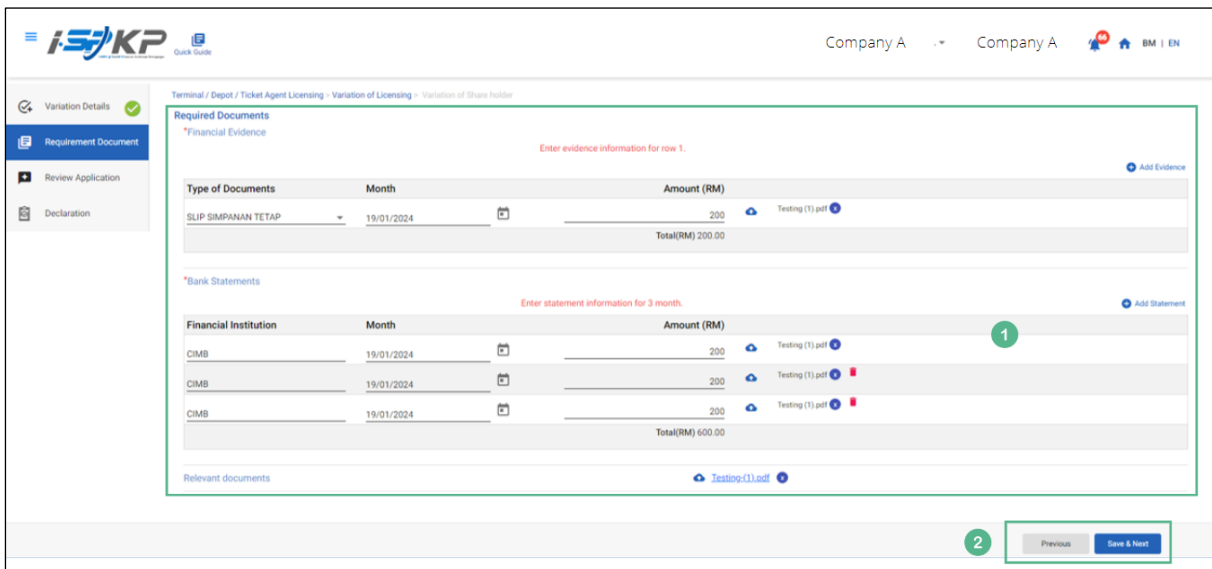 i-SPKP
Quick Guide
Company A
Company A
66
BM | EN
Terminal / Depot / Ticket Agent Licensing > Variation of Licensing > Variation of Share holder
Variation Details
Requirement Document
Review Application
Declaration
Required Documents
*Financial Evidence
Enter evidence information for row 1.
Add Evidence
Type of Documents Month Amount (RM)
SLIP SIMPANAN TETAP 19/01/2024 200 Testing (1).pdf x
Total(RM) 200.00
*Bank Statements
Enter statement information for 3 month.
Add Statement
Financial Institution Month Amount (RM)
1
CIMB 19/01/2024 200 Testing (1).pdf x
CIMB 19/01/2024 200 Testing (1).pdf x
CIMB 19/01/2024 200 Testing (1).pdf x
Total(RM) 600.00
Relevant documents Testing-(1).pdf x
2
Previous Save & Next